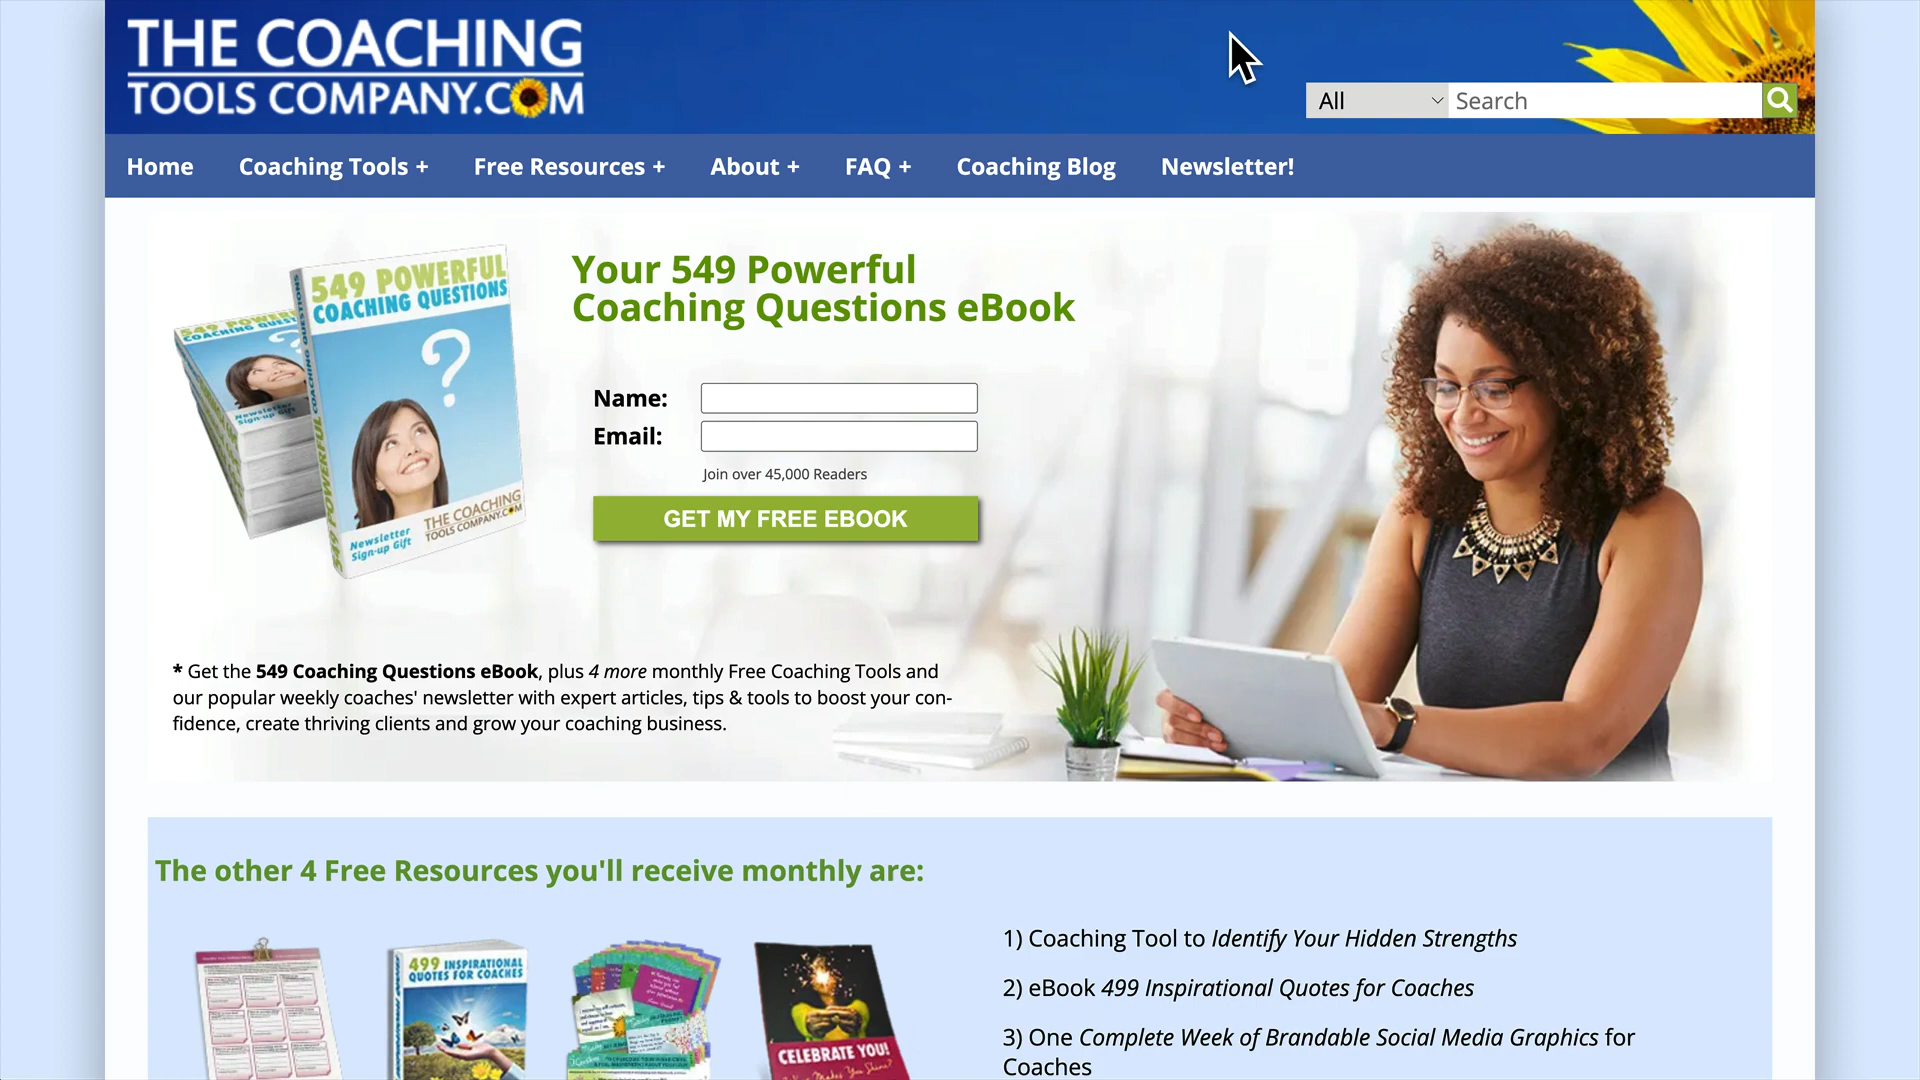 THE COACHING
TOOLS COMPANY.COM
All
Search
Home
Coaching Tools +
Free Resources +
About +
FAQ +
Coaching Blog
Newsletter!
549 POWERFUL
COACHING QUESTIONS
?
Newsletter
Sign-up Gift
THE COACHING
TOOLS COMPANY.COM
Your 549 Powerful
Coaching Questions eBook
Name:
Email:
Join over 45,000 Readers
GET MY FREE EBOOK
* Get the 549 Coaching Questions eBook, plus 4 more monthly Free Coaching Tools and
our popular weekly coaches' newsletter with expert articles, tips & tools to boost your con-
fidence, create thriving clients and grow your coaching business.
The other 4 Free Resources you'll receive monthly are:
499 INSPIRATIONAL
QUOTES FOR COACHES
CELEBRATE YOU!
1) Coaching Tool to Identify Your Hidden Strengths
2) eBook 499 Inspirational Quotes for Coaches
3) One Complete Week of Brandable Social Media Graphics for
Coaches